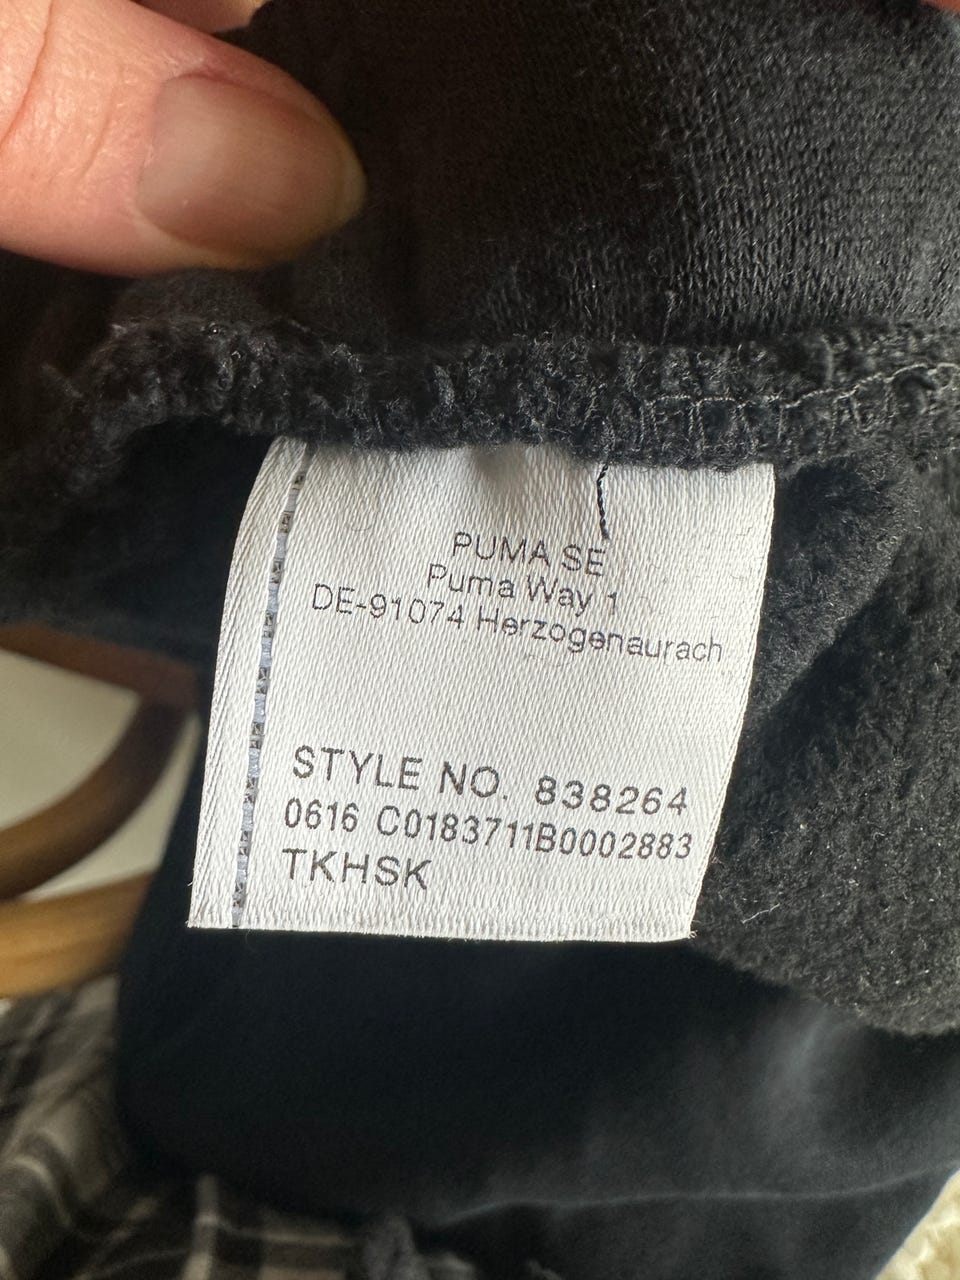 PUMA SE
Puma Way 1
DE-91074 Herzogenaurach
STYLE NO. 838264
0616 C0183711B0002883
TKHSK